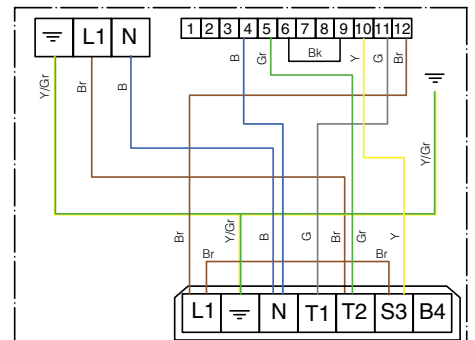 L1 N
1 2 3 4 5 6 7 8 9 10 11 12
Bk
Y/Gr Br B
B Gr Y G Br
Y/Gr
Br Y/Gr B G Br Gr Y
Br Br
L1 N T1 T2 S3 B4